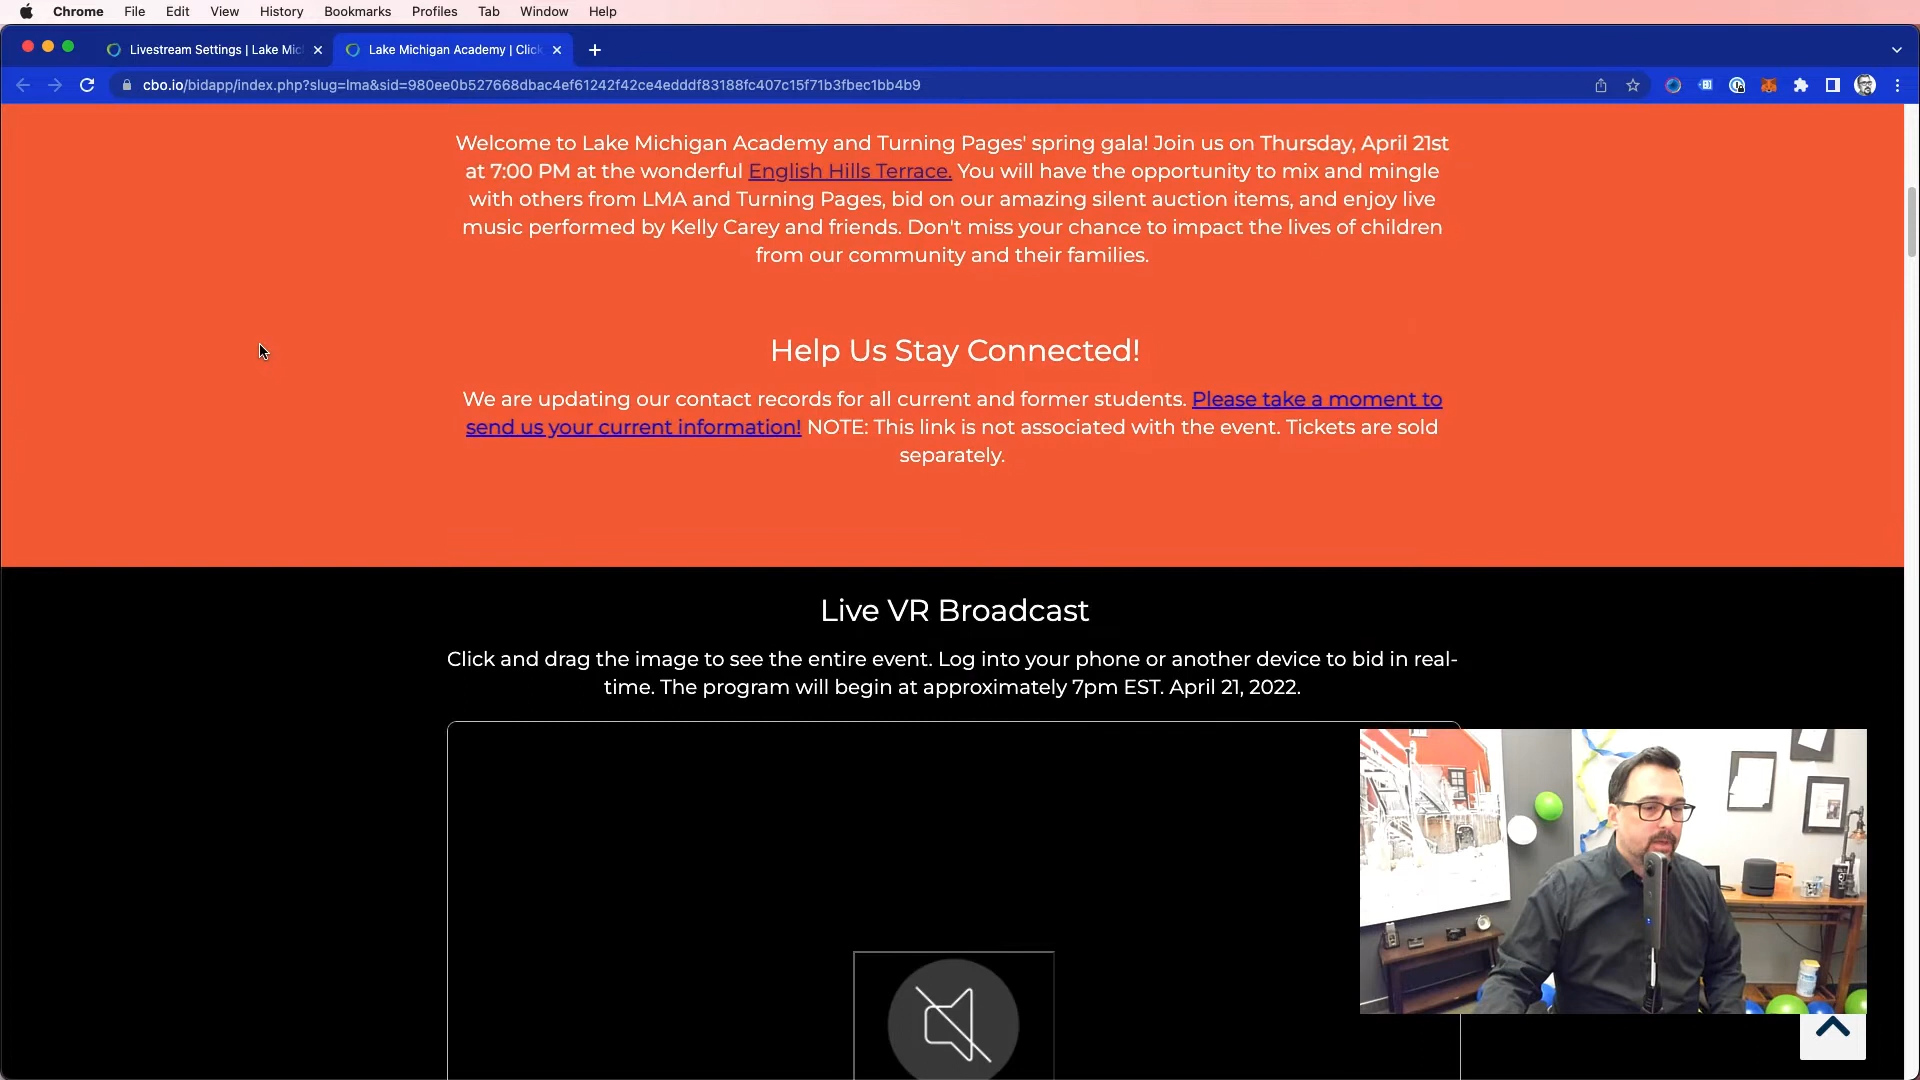 Chrome File Edit View History Bookmarks Profiles Tab Window Help
Livestream Settings | Lake Mic
Lake Michigan Academy | Click
cbo.io/bidapp/index.php?slug=lma&sid=980ee0b527668dbac4ef61242f42ce4edddf83188fc407c15f71b3fbec1bb4b9
Welcome to Lake Michigan Academy and Turning Pages' spring gala! Join us on Thursday, April 21st
at 7:00 PM at the wonderful English Hills Terrace. You will have the opportunity to mix and mingle
with others from LMA and Turning Pages, bid on our amazing silent auction items, and enjoy live
music performed by Kelly Carey and friends. Don't miss your chance to impact the lives of children
from our community and their families.
Help Us Stay Connected!
We are updating our contact records for all current and former students. Please take a moment to
send us your current information! NOTE: This link is not associated with the event. Tickets are sold
separately.
Live VR Broadcast
Click and drag the image to see the entire event. Log into your phone or another device to bid in real-
time. The program will begin at approximately 7pm EST. April 21, 2022.